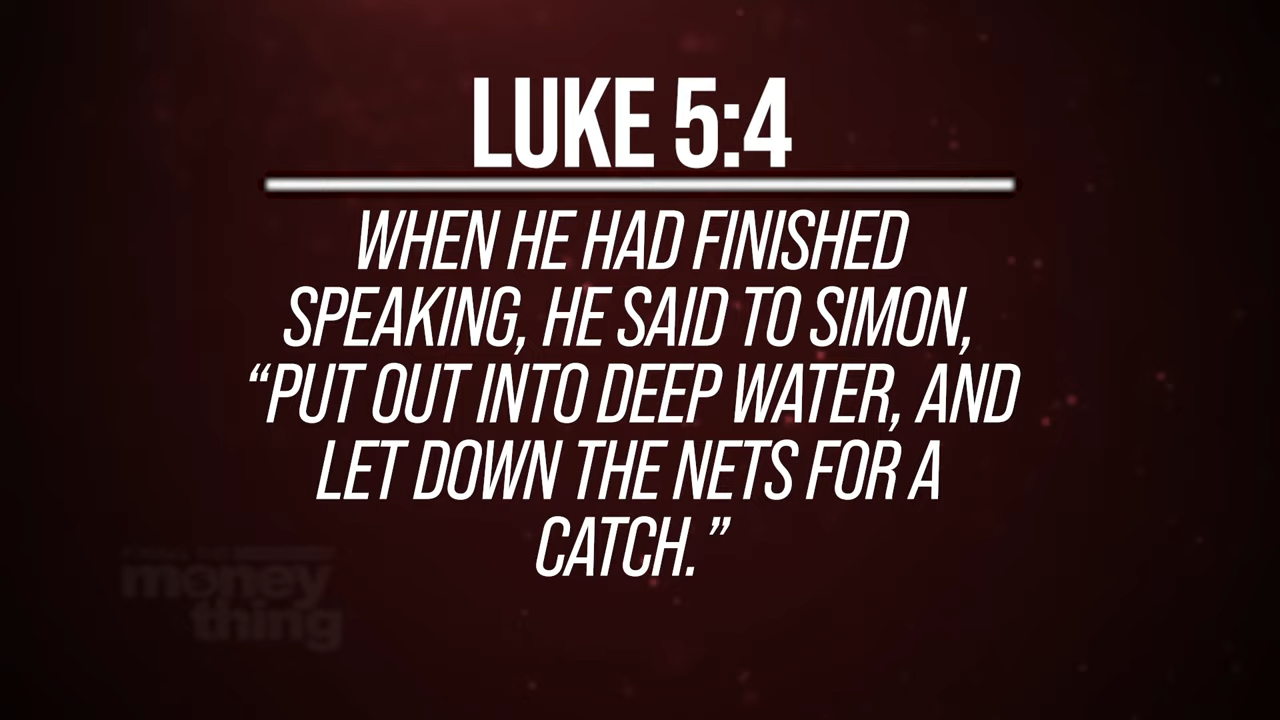 LUKE 5:4
WHEN HE HAD FINISHED
SPEAKING, HE SAID TO SIMON,
“PUT OUT INTO DEEP WATER, AND
LET DOWN THE NETS FOR A
CATCH.”
money
thing